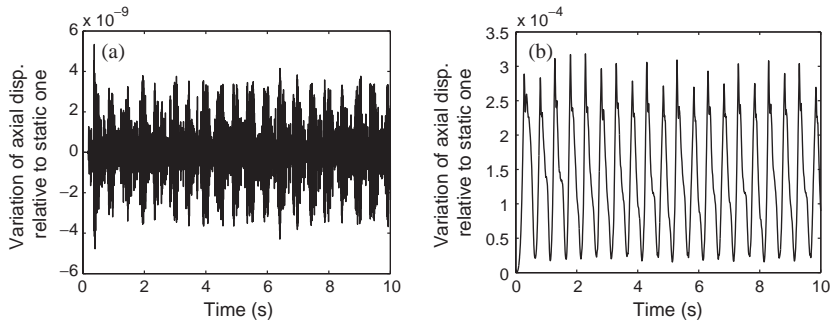 6 × 10⁻⁹
(a)
4
2
0
−2
−4
−6
0 2 4 6 8 10
Variation of axial disp.
relative to static one
Time (s)
3.5 × 10⁻⁴
(b)
3
2.5
2
1.5
1
0.5
0
0 2 4 6 8 10
Variation of axial disp.
relative to static one
Time (s)